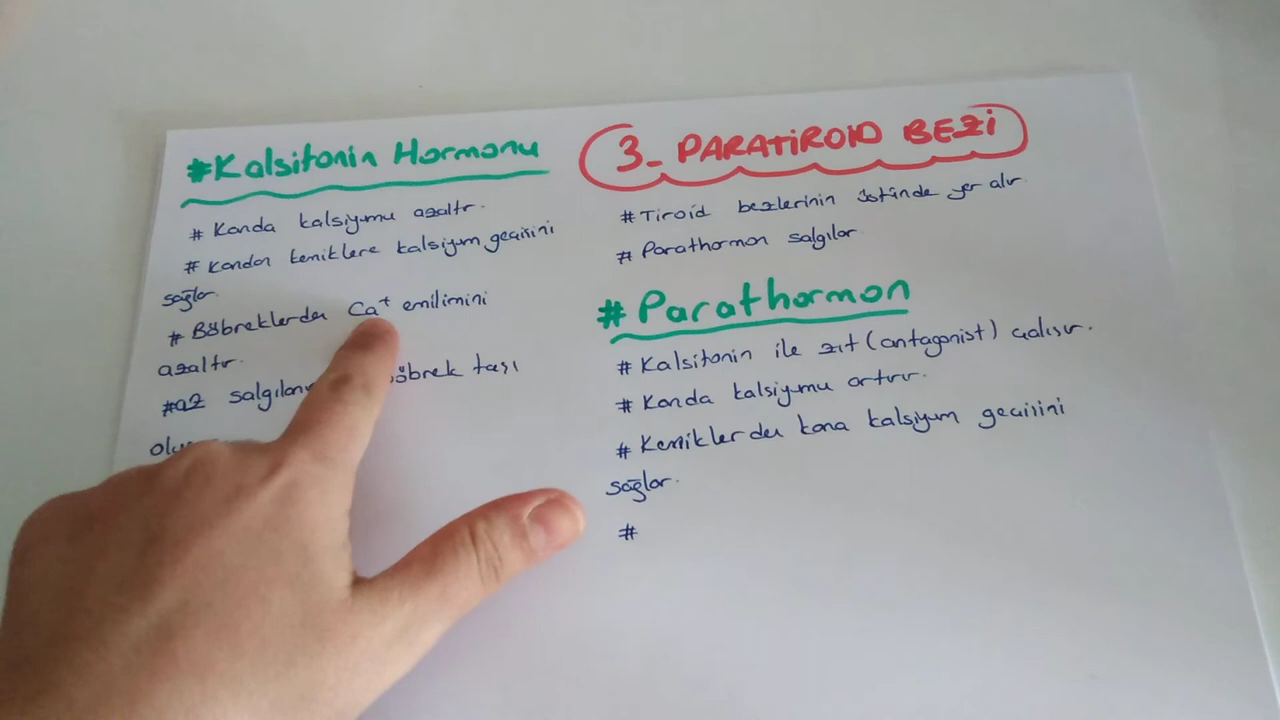 #Kalsitonin Hormonu
# Kanda kalsiyumu azaltır.
# Kandan kemiklere kalsiyum geçişini
sağlar.
# Böbreklerden Ca+ emilimini
azaltır.
#az salgılanır böbrek taşı
3- PARATİROİD BEZİ
#Tiroid bezlerinin üstünde yer alır.
# Parathormon salgılar
#Parathormon
# Kalsitonin ile zıt (antagonist) çalışır.
# Kanda kalsiyumu artırır.
# Kemiklerden kana kalsiyum geçişini
sağlar.
#